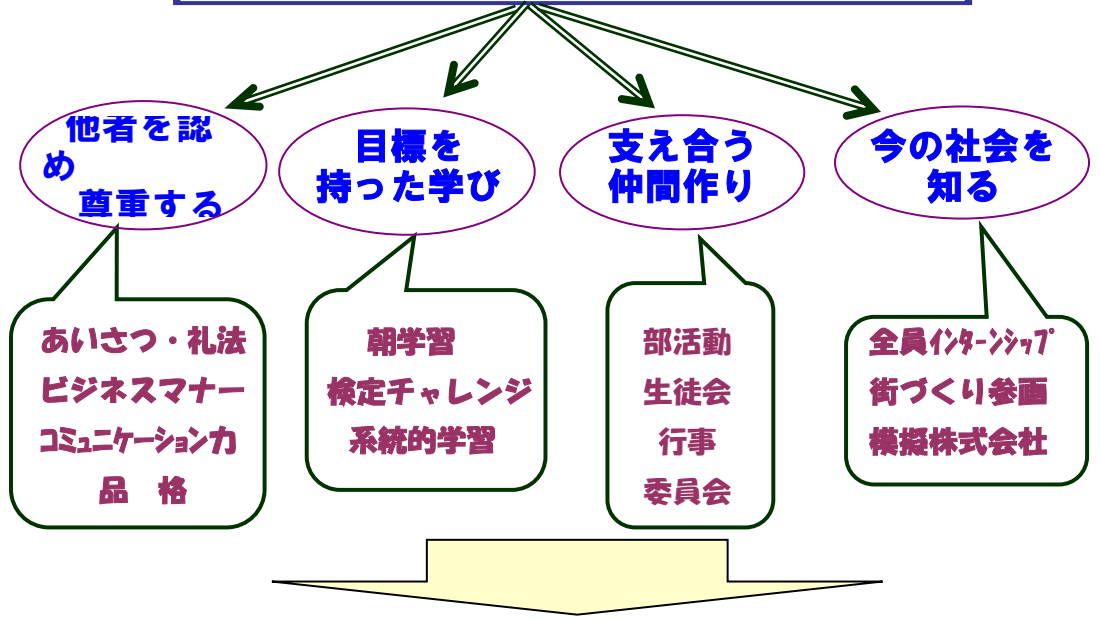 他者を認
め
尊重する
目標を
持った学び
支え合う
仲間作り
今の社会を
知る
あいさつ・礼法
ビジネスマナー
コミュニケーション力
品　格
朝学習
検定チャレンジ
系統的学習
部活動
生徒会
行事
委員会
全員インターンシップ
街づくり参画
模擬株式会社